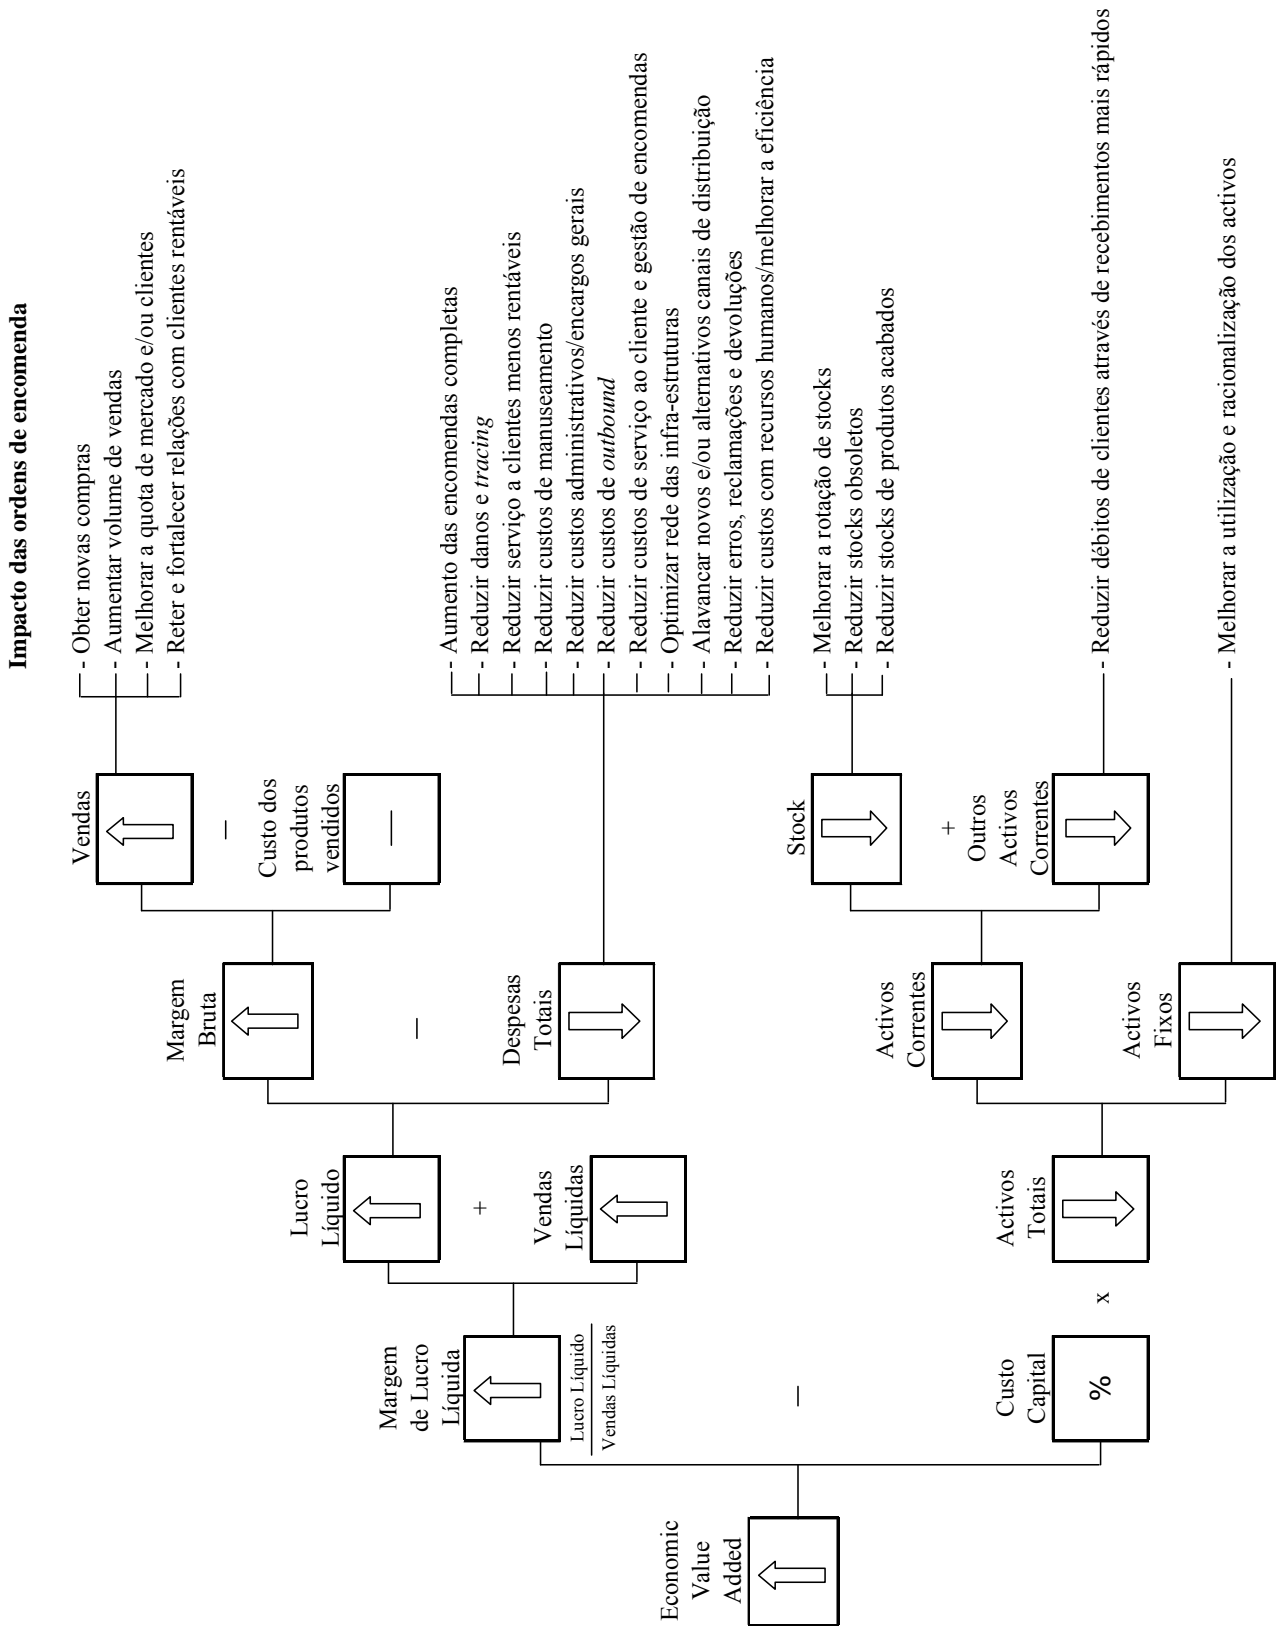 Impacto das ordens de encomenda
Vendas
- Obter novas compras
- Aumentar volume de vendas
- Melhorar a quota de mercado e/ou clientes
- Reter e fortalecer relações com clientes rentáveis
–
Custo dos
produtos
vendidos
–
Margem
Bruta
–
Despesas
Totais
- Aumento das encomendas completas
- Reduzir danos e tracing
- Reduzir serviço a clientes menos rentáveis
- Reduzir custos de manuseamento
- Reduzir custos administrativos/encargos gerais
- Reduzir custos de outbound
- Reduzir custos de serviço ao cliente e gestão de encomendas
- Optimizar rede das infra-estruturas
- Alavancar novos e/ou alternativos canais de distribuição
- Reduzir erros, reclamações e devoluções
- Reduzir custos com recursos humanos/melhorar a eficiência
Lucro
Líquido
+
Vendas
Líquidas
Margem
de Lucro
Líquida
Lucro Líquido
Vendas Líquidas
–
Economic
Value
Added
Stock
- Melhorar a rotação de stocks
- Reduzir stocks obsoletos
- Reduzir stocks de produtos acabados
+
Outros
Activos
Correntes
- Reduzir débitos de clientes através de recebimentos mais rápidos
Activos
Correntes
Activos
Fixos
- Melhorar a utilização e racionalização dos activos
Custo
Capital
%
x
Activos
Totais